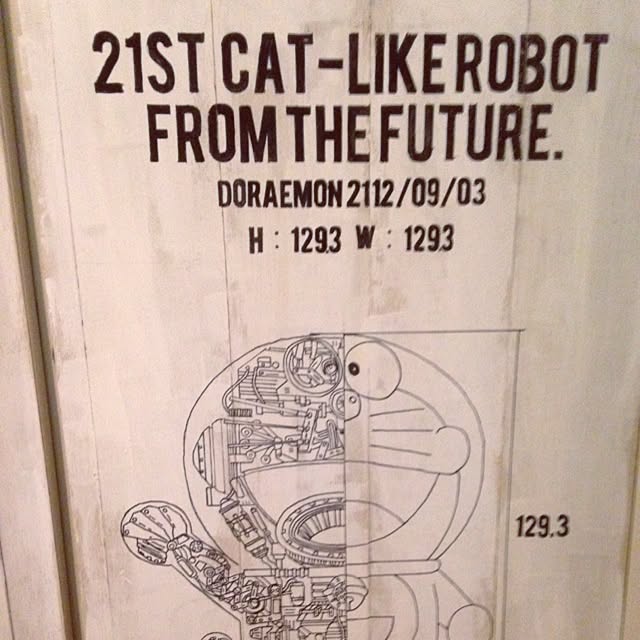 21ST CAT-LIKE ROBOT
FROM THE FUTURE.
DORAEMON 2112/09/03
H : 129.3 W : 129.3
129.3